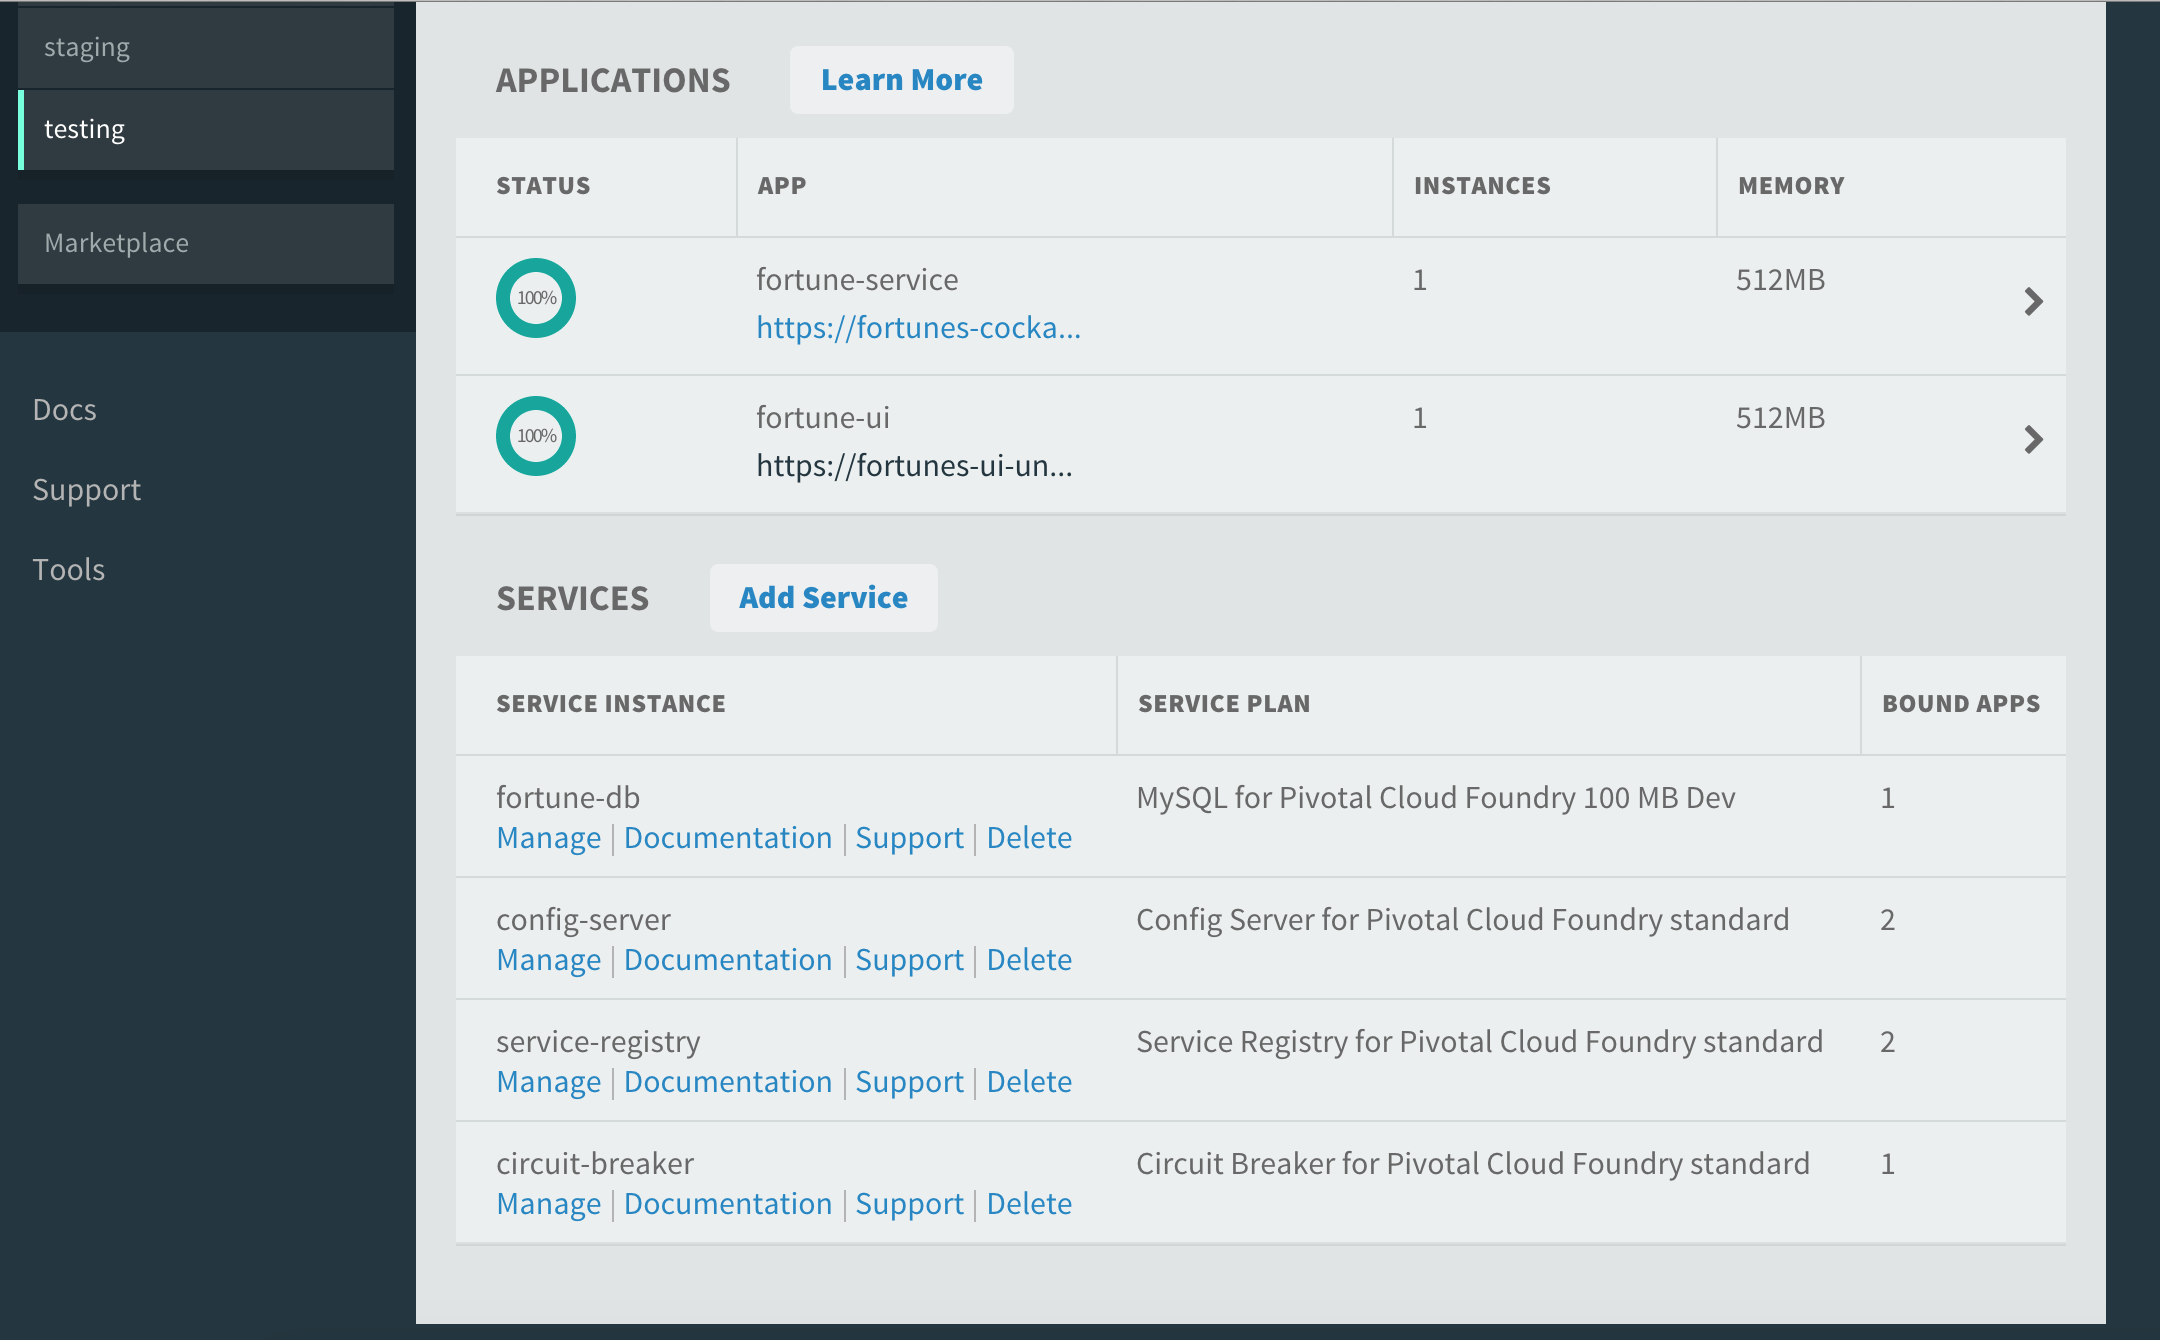 staging
testing
Marketplace
Docs
Support
Tools
APPLICATIONS Learn More
STATUS APP INSTANCES MEMORY
100% fortune-service 1 512MB
https://fortunes-cocka...
100% fortune-ui 1 512MB
https://fortunes-ui-un...
SERVICES Add Service
SERVICE INSTANCE SERVICE PLAN BOUND APPS
fortune-db MySQL for Pivotal Cloud Foundry 100 MB Dev 1
Manage | Documentation | Support | Delete
config-server Config Server for Pivotal Cloud Foundry standard 2
Manage | Documentation | Support | Delete
service-registry Service Registry for Pivotal Cloud Foundry standard 2
Manage | Documentation | Support | Delete
circuit-breaker Circuit Breaker for Pivotal Cloud Foundry standard 1
Manage | Documentation | Support | Delete